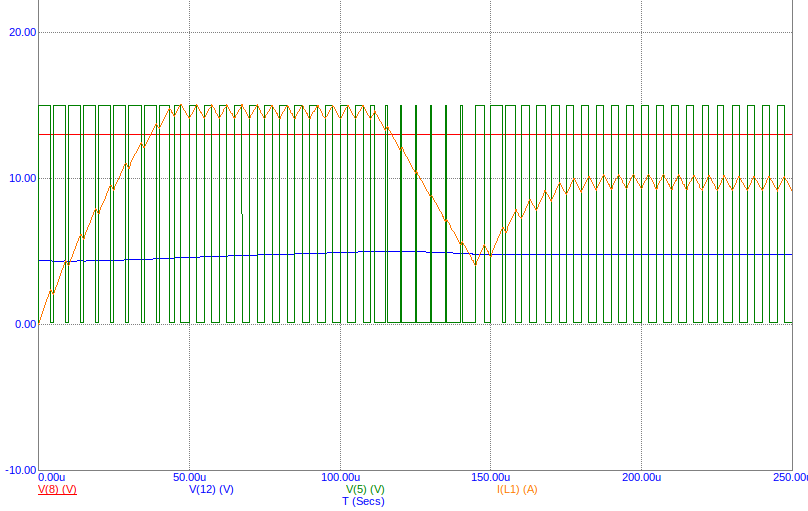 20.00
10.00
0.00
-10.00
0.00u 50.00u 100.00u 150.00u 200.00u 250.00u
V(8) (V) V(12) (V) V(5) (V) I(L1) (A)
T (Secs)